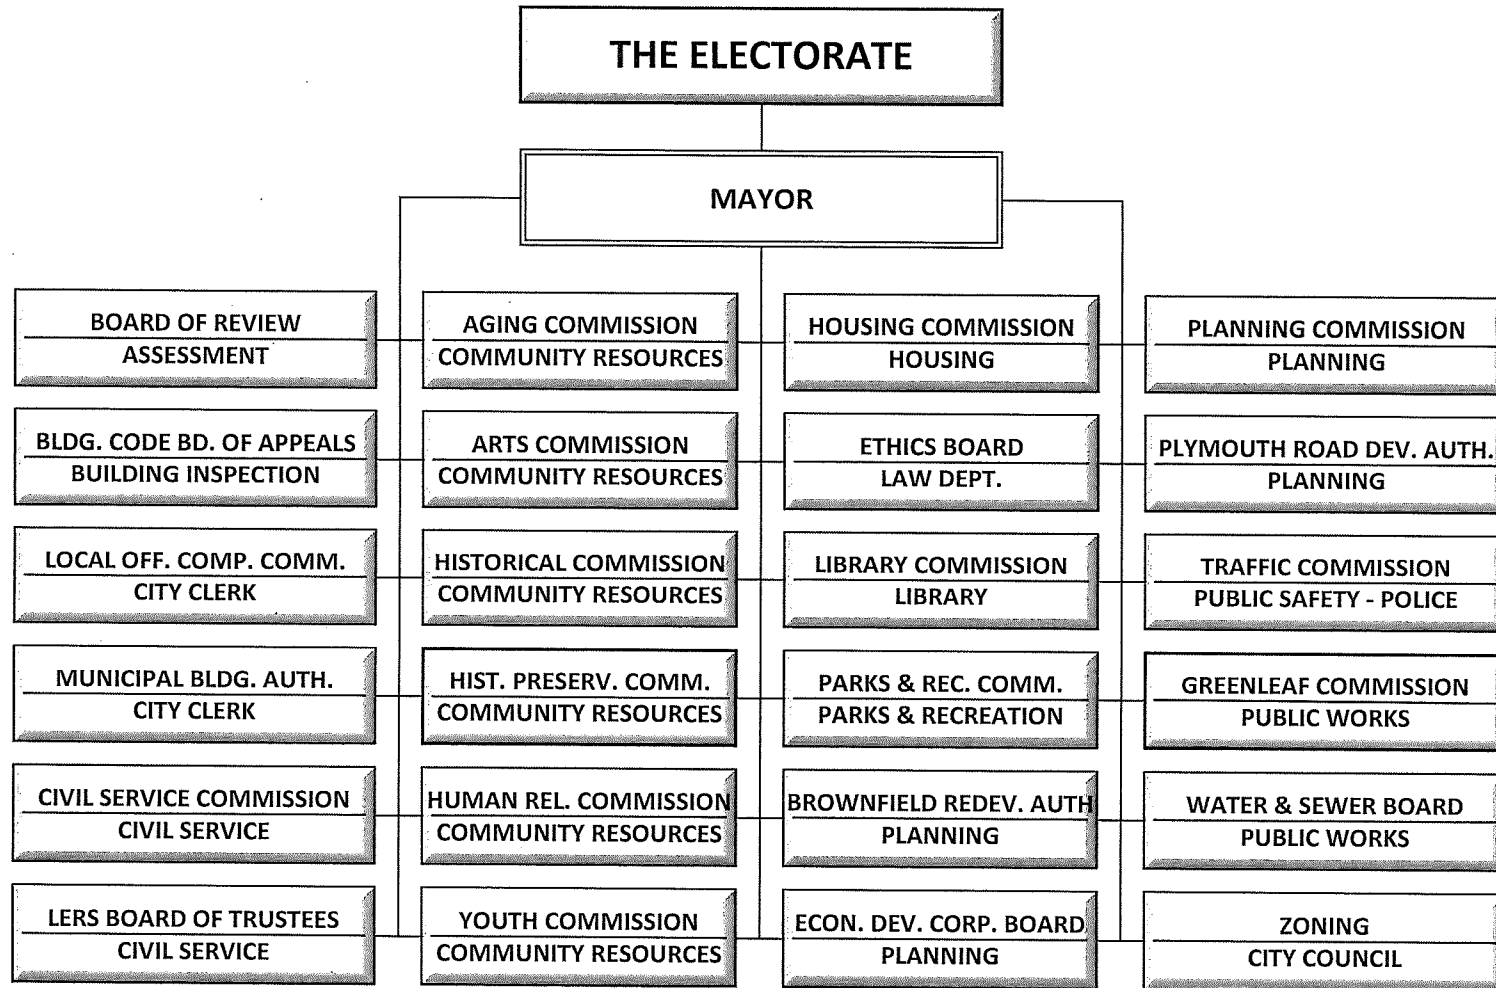 THE ELECTORATE
MAYOR
BOARD OF REVIEW
ASSESSMENT
AGING COMMISSION
COMMUNITY RESOURCES
HOUSING COMMISSION
HOUSING
PLANNING COMMISSION
PLANNING
BLDG. CODE BD. OF APPEALS
BUILDING INSPECTION
ARTS COMMISSION
COMMUNITY RESOURCES
ETHICS BOARD
LAW DEPT.
PLYMOUTH ROAD DEV. AUTH.
PLANNING
LOCAL OFF. COMP. COMM.
CITY CLERK
HISTORICAL COMMISSION
COMMUNITY RESOURCES
LIBRARY COMMISSION
LIBRARY
TRAFFIC COMMISSION
PUBLIC SAFETY - POLICE
MUNICIPAL BLDG. AUTH.
CITY CLERK
HIST. PRESERV. COMM.
COMMUNITY RESOURCES
PARKS & REC. COMM.
PARKS & RECREATION
GREENLEAF COMMISSION
PUBLIC WORKS
CIVIL SERVICE COMMISSION
CIVIL SERVICE
HUMAN REL. COMMISSION
COMMUNITY RESOURCES
BROWNFIELD REDEV. AUTH
PLANNING
WATER & SEWER BOARD
PUBLIC WORKS
LERS BOARD OF TRUSTEES
CIVIL SERVICE
YOUTH COMMISSION
COMMUNITY RESOURCES
ECON. DEV. CORP. BOARD
PLANNING
ZONING
CITY COUNCIL